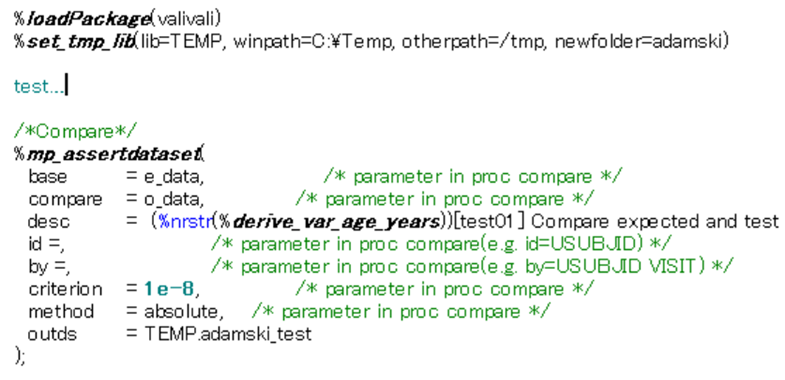 %loadPackage(valivali)
%set_tmp_lib(lib=TEMP, winpath=C:¥Temp, otherpath=/tmp, newfolder=adamski)
test...
/*Compare*/
%mp_assertdataset(
base = e_data, /* parameter in proc compare */
compare = o_data, /* parameter in proc compare */
desc = (%nrstr(%derive_var_age_years))[test01] Compare expected and test
id =, /* parameter in proc compare(e.g. id=USUBJID) */
by =, /* parameter in proc compare(e.g. by=USUBJID VISIT) */
criterion = 1e-8, /* parameter in proc compare */
method = absolute, /* parameter in proc compare */
outds = TEMP.adamski_test
);